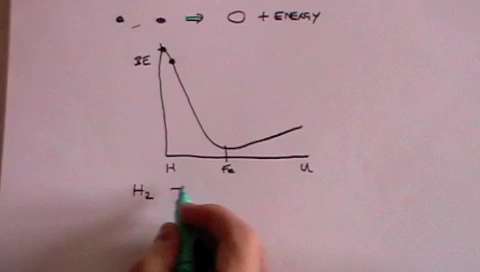 ⇒ + ENERGY
BE
H Fe U
H₂ →